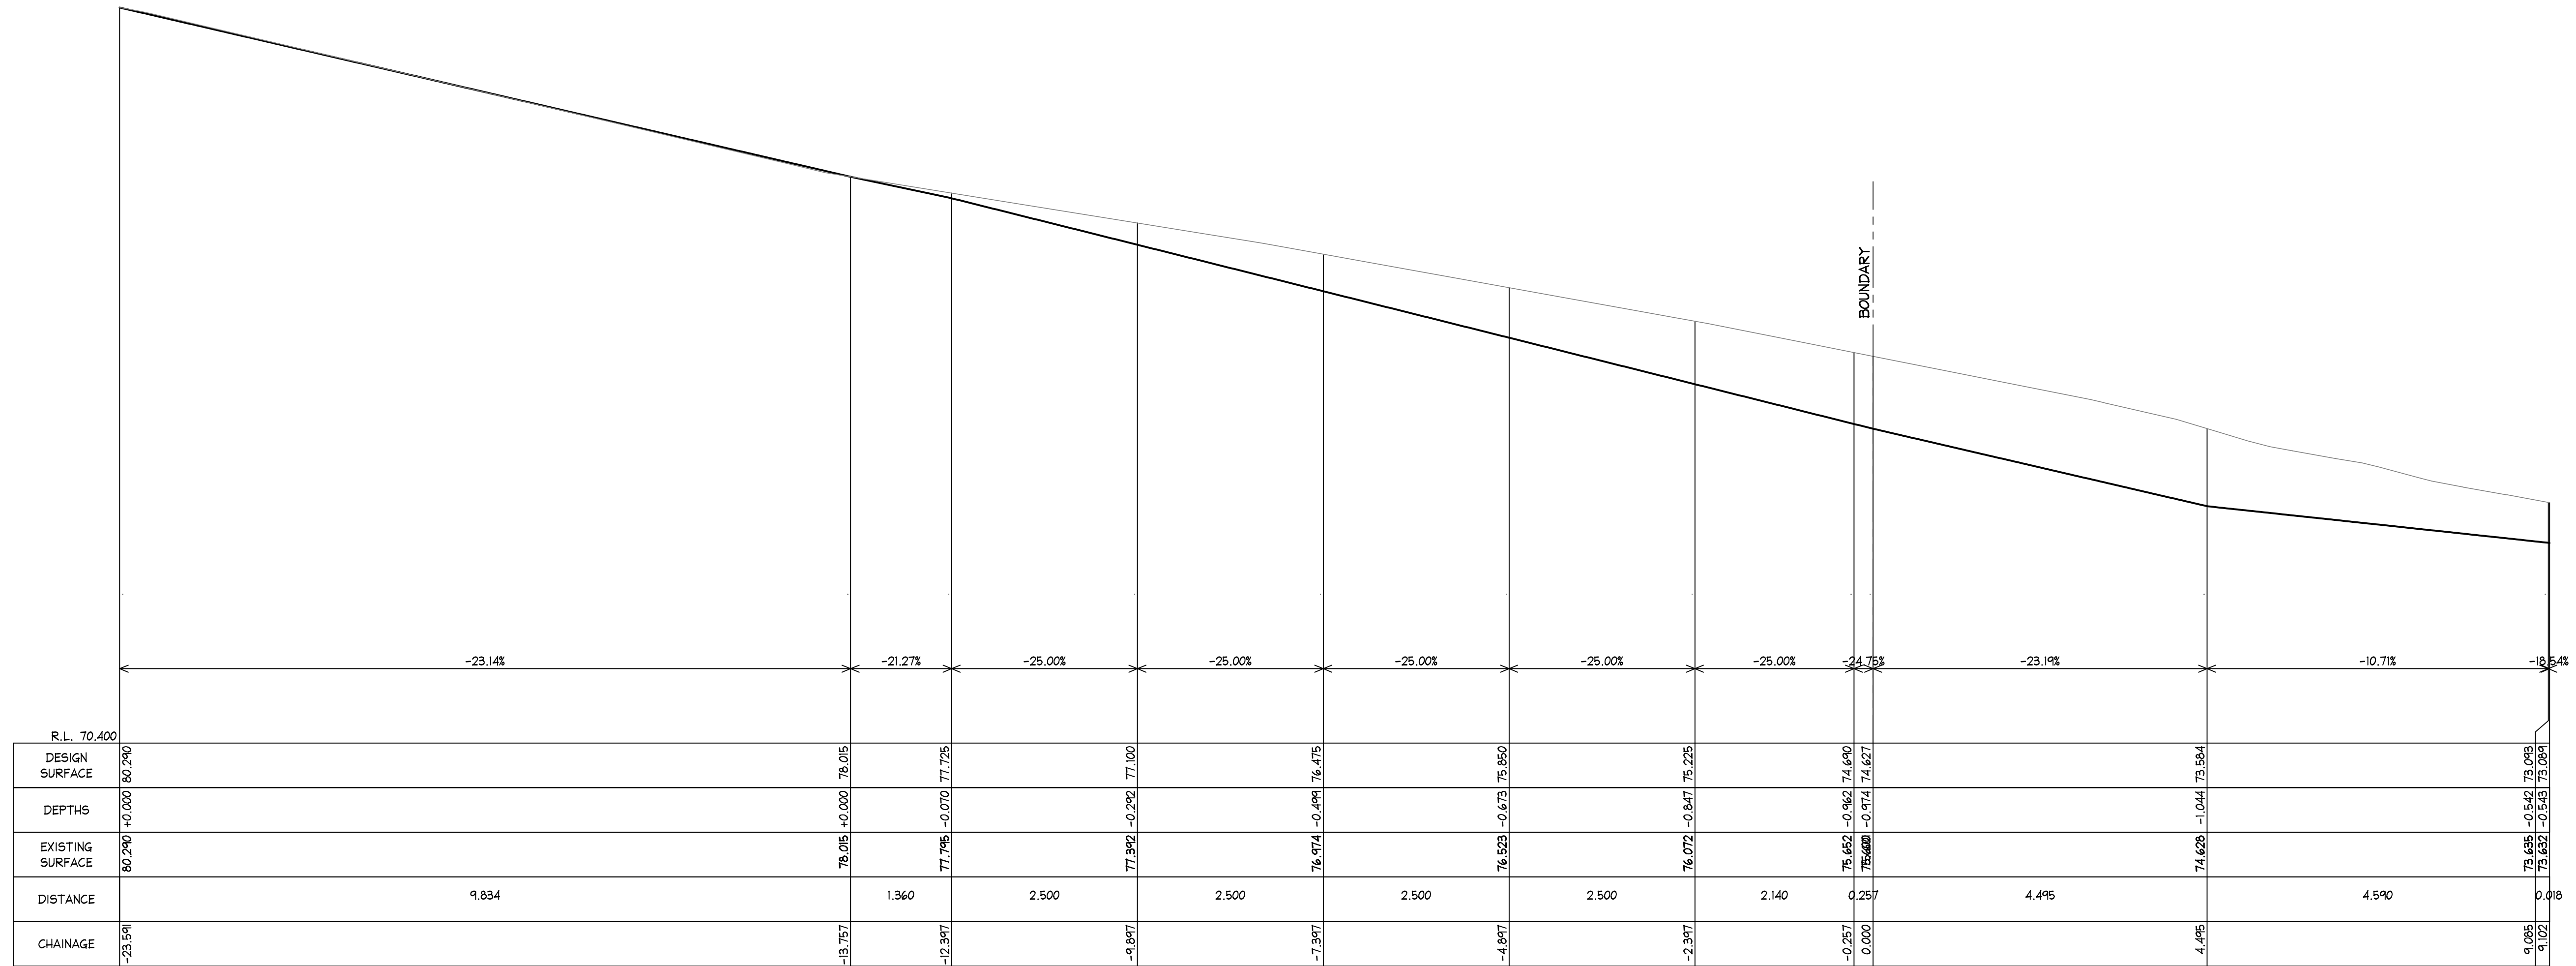 BOUNDARY
-23.14% -21.27% -25.00% -25.00% -25.00% -25.00% -25.00% -24.75% -23.19% -10.71% -18.54%
R.L. 70.400
DESIGN
SURFACE
80.290 78.015 77.725 77.100 76.475 75.850 75.225 74.690 74.627 73.584 73.093 73.089
DEPTHS +0.000 +0.000 -0.070 -0.292 -0.499 -0.673 -0.847 -0.962 -0.974 -1.044 -0.542 -0.543
EXISTING
SURFACE
80.290 78.015 77.795 77.392 76.974 76.523 76.072 75.652 74.628 73.635 73.632
DISTANCE 9.834 1.360 2.500 2.500 2.500 2.500 2.140 0.257 4.495 4.590 0.018
CHAINAGE -23.591 -13.757 -12.397 -9.897 -7.397 -4.897 -2.397 -0.257 0.000 4.495 9.085 9.102